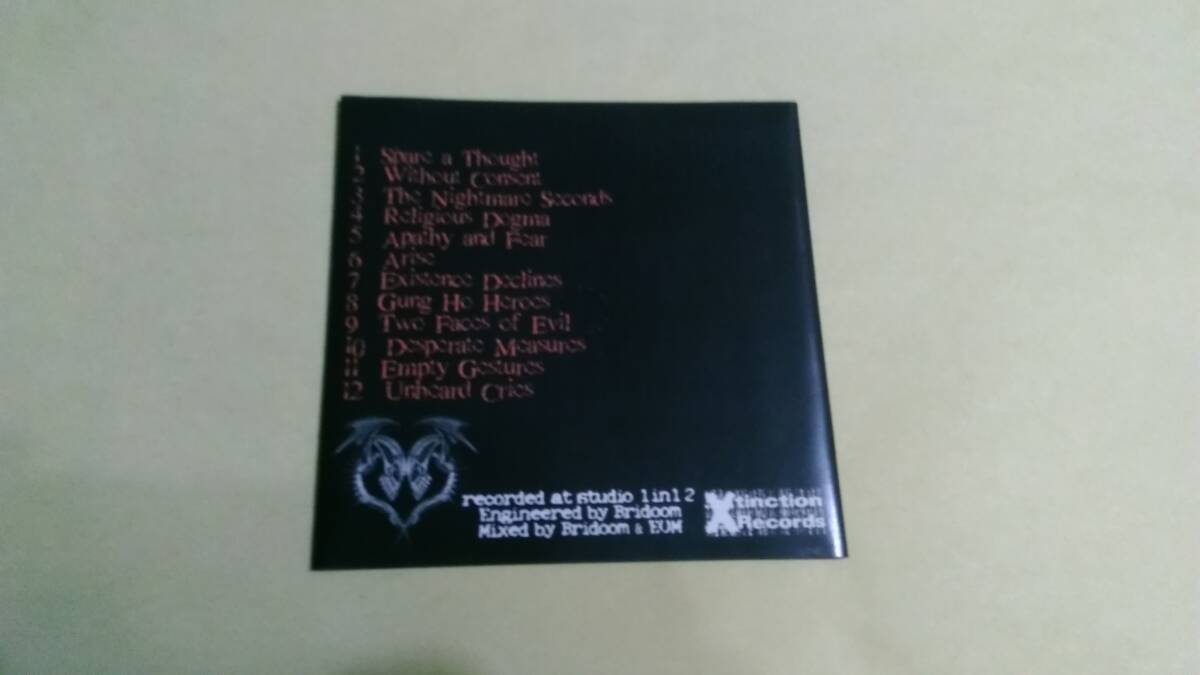 1 Spare a Thought
2 Without Consent
3 The Nightmare Seconds
4 Religious Dogma
5 Apathy and Fear
6 Arise
7 Existence Declines
8 Gung Ho Heroes
9 Two Faces of Evil
10 Desperate Measures
11 Empty Gestures
12 Unheard Cries
recorded at studio 1in12
Engineered by Bridoom
Mixed by Bridoom & EOM
Xtinction
Records